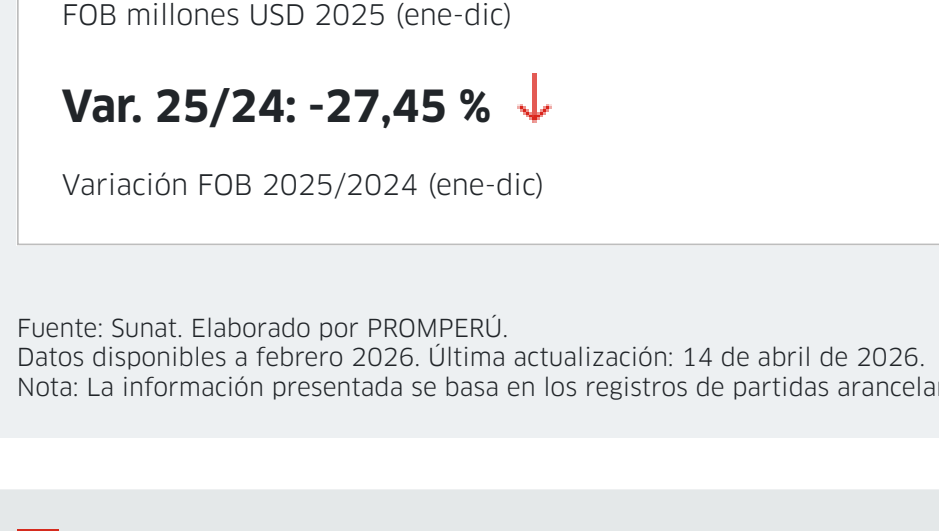 FOB millones USD 2025 (ene-dic)
Var. 25/24: -27,45 %
Variación FOB 2025/2024 (ene-dic)
Fuente: Sunat. Elaborado por PROMPERÚ.
Datos disponibles a febrero 2026. Última actualización: 14 de abril de 2026.
Nota: La información presentada se basa en los registros de partidas